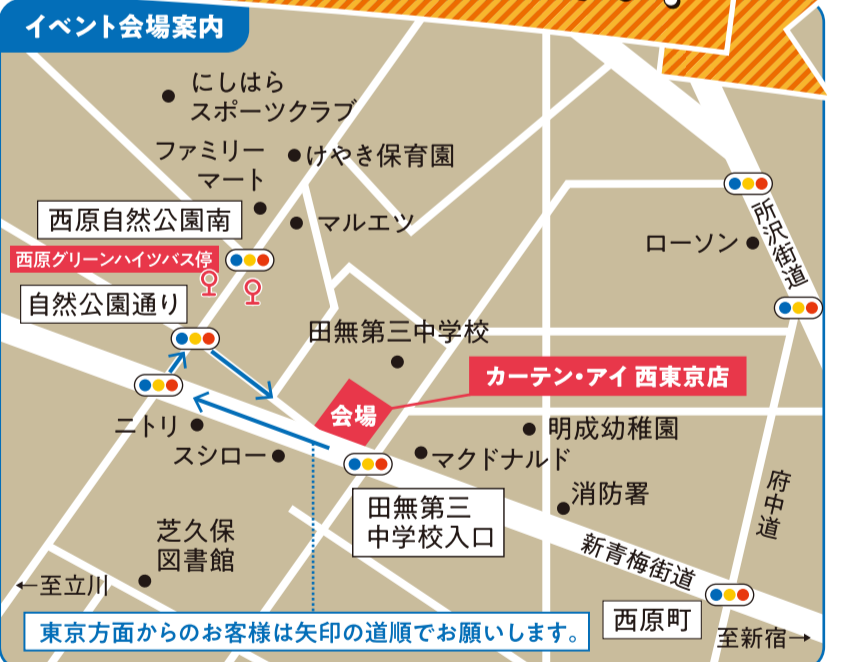 イベント会場案内
にしはら
スポーツクラブ
ファミリー
マート
けやき保育園
西原自然公園南
マルエツ
西原グリーンハイツバス停
自然公園通り
ローソン
所沢街道
田無第三中学校
カーテン・アイ 西東京店
会場
ニトリ
スシロー
明成幼稚園
マクドナルド
消防署
田無第三
中学校入口
府中道
芝久保
図書館
新青梅街道
←至立川
西原町
東京方面からのお客様は矢印の道順でお願いします。
至新宿→